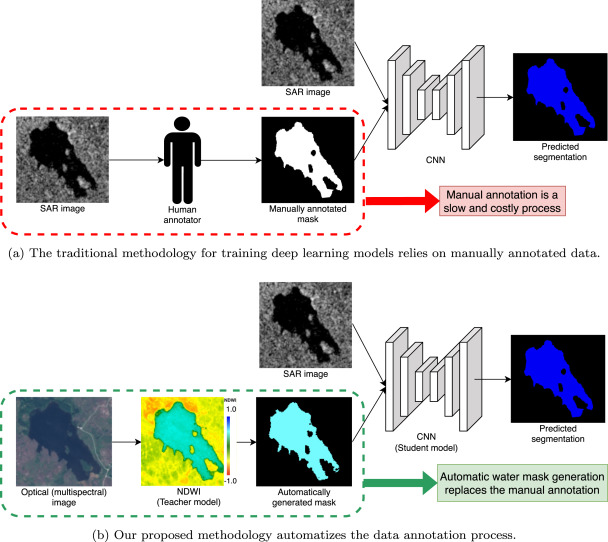 SAR image
CNN
Predicted
segmentation
SAR image
Human
annotator
Manually annotated
mask
Manual annotation is a
slow and costly process
(a) The traditional methodology for training deep learning models relies on manually annotated data.
SAR image
CNN
(Student model)
Predicted
segmentation
NDWI
1.0
-1.0
Optical (multispectral)
image
NDWI
(Teacher model)
Automatically
generated mask
Automatic water mask generation
replaces the manual annotation
(b) Our proposed methodology automatizes the data annotation process.